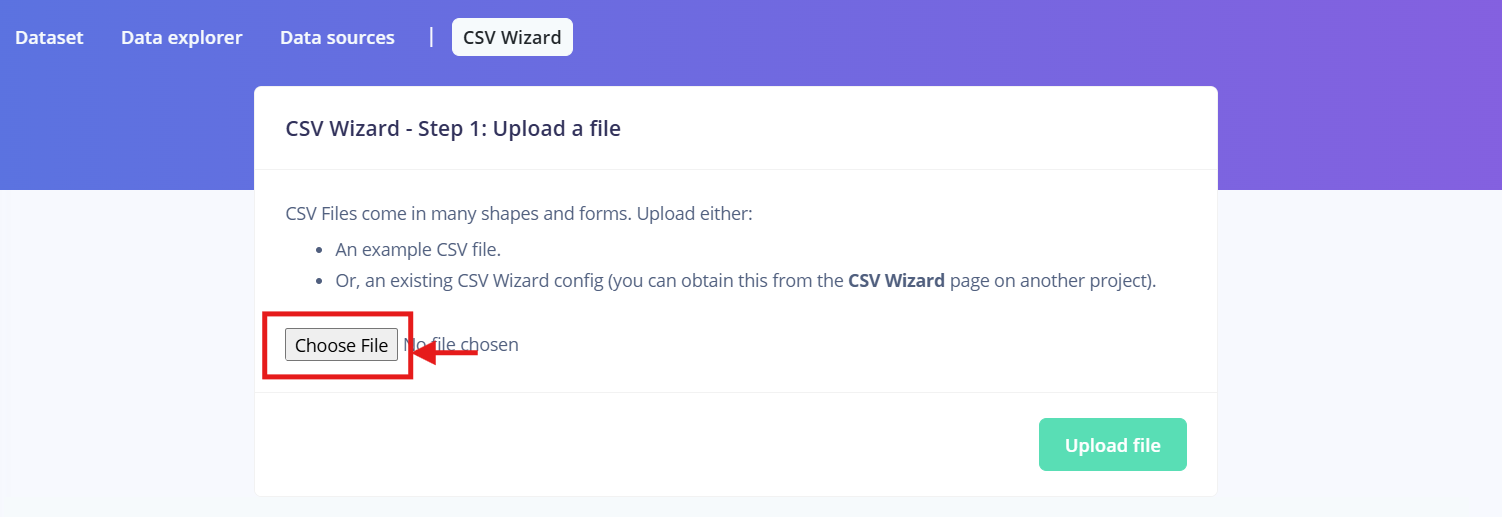 Dataset Data explorer Data sources | CSV Wizard
CSV Wizard - Step 1: Upload a file
CSV Files come in many shapes and forms. Upload either:
• An example CSV file.
• Or, an existing CSV Wizard config (you can obtain this from the CSV Wizard page on another project).
Choose File No file chosen
Upload file